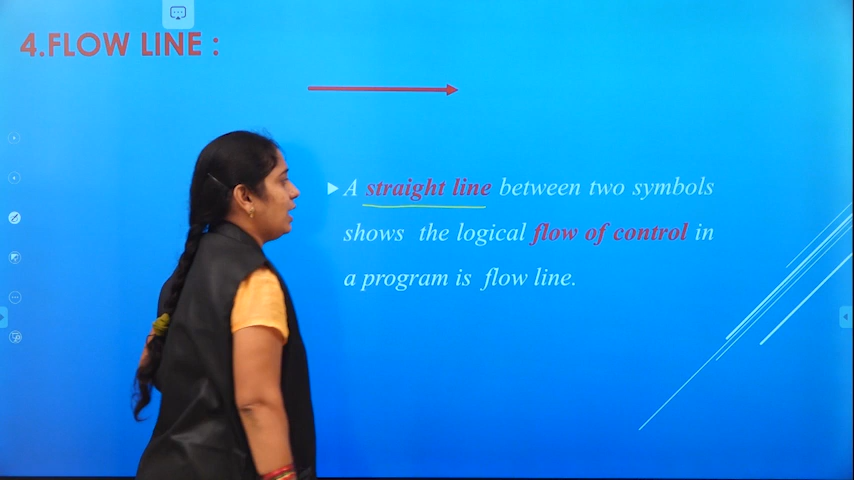 4.FLOW LINE :
A straight line between two symbols
shows the logical flow of control in
a program is flow line.